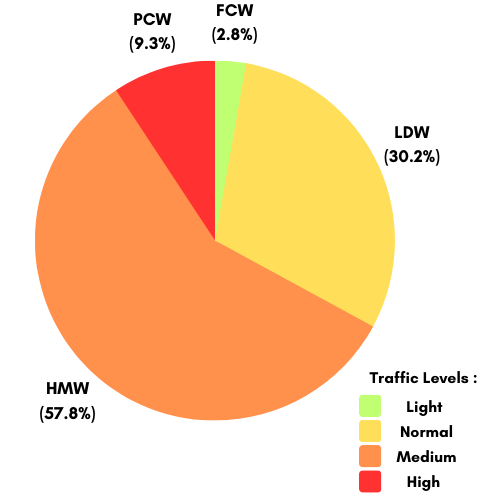 PCW
(9.3%)
FCW
(2.8%)
LDW
(30.2%)
HMW
(57.8%)
Traffic Levels :
Light
Normal
Medium
High